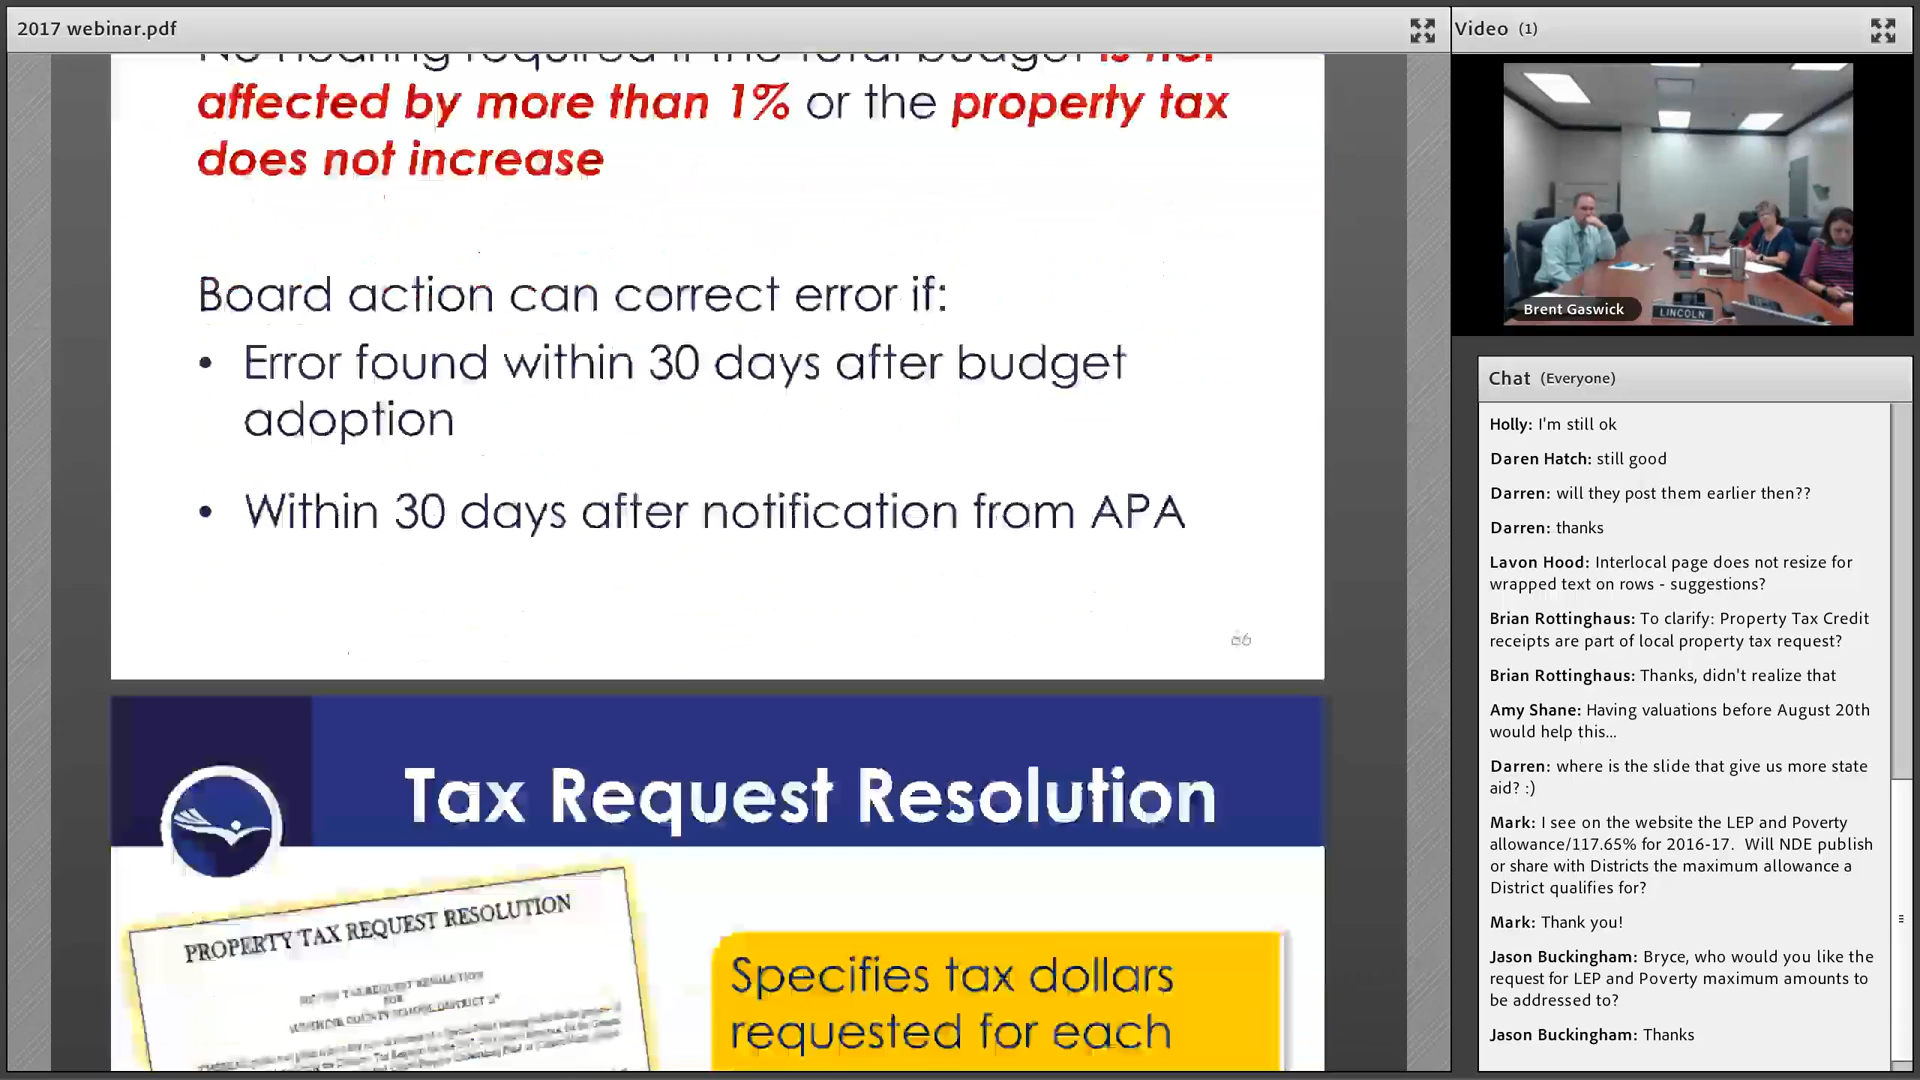 2017 webinar.pdf
No hearing required if the total budget is not
affected by more than 1% or the property tax
does not increase
Board action can correct error if:
• Error found within 30 days after budget
adoption
• Within 30 days after notification from APA
66
Tax Request Resolution
PROPERTY TAX REQUEST RESOLUTION
FOR
Specifies tax dollars
requested for each
Video (1)
Brent Gaswick
LINCOLN
Chat (Everyone)
Holly: I'm still ok
Daren Hatch: still good
Darren: will they post them earlier then??
Darren: thanks
Lavon Hood: Interlocal page does not resize for
wrapped text on rows - suggestions?
Brian Rottinghaus: To clarify: Property Tax Credit
receipts are part of local property tax request?
Brian Rottinghaus: Thanks, didn't realize that
Amy Shane: Having valuations before August 20th
would help this...
Darren: where is the slide that give us more state
aid? :)
Mark: I see on the website the LEP and Poverty
allowance/117.65% for 2016-17. Will NDE publish
or share with Districts the maximum allowance a
District qualifies for?
Mark: Thank you!
Jason Buckingham: Bryce, who would you like the
request for LEP and Poverty maximum amounts to
be addressed to?
Jason Buckingham: Thanks